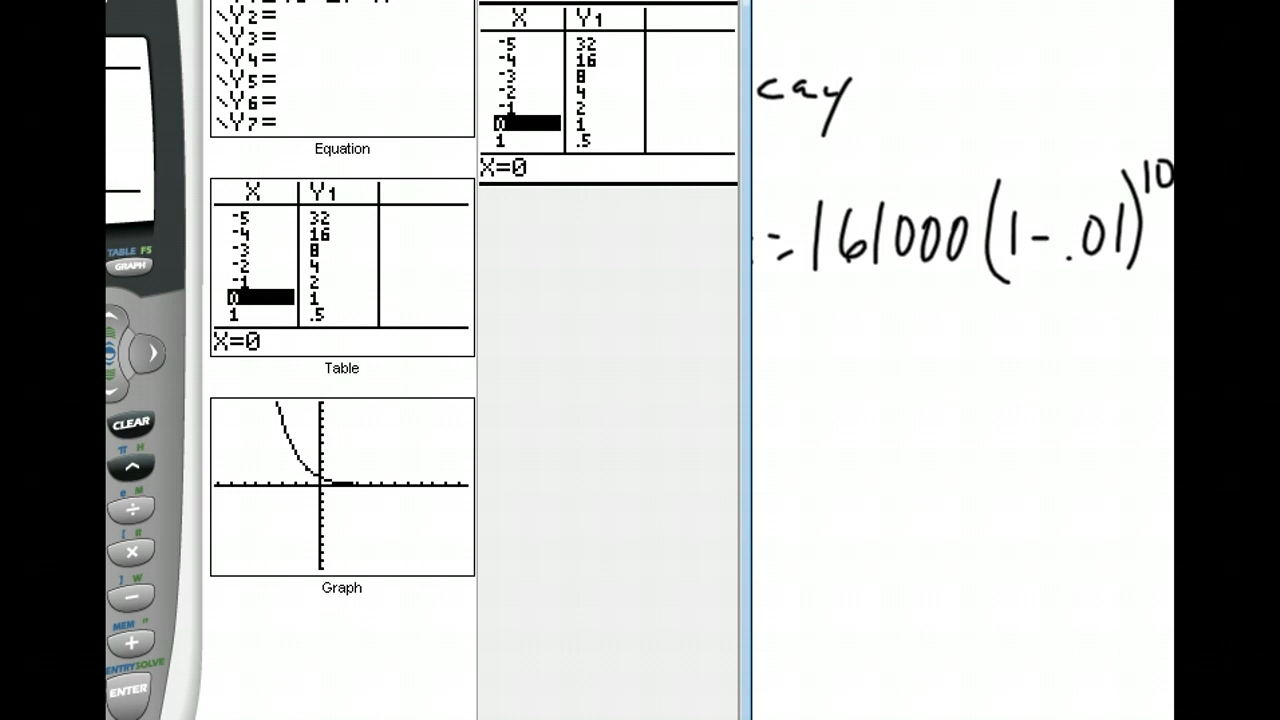 \Y2=
\Y3=
\Y4=
\Y5=
\Y6=
\Y7=
Equation
X Y1
-5 32
-4 16
-3 8
-2 4
-1 2
0 1
1 .5
X=0
Table
Graph
X Y1
-5 32
-4 16
-3 8
-2 4
-1 2
0 1
1 .5
X=0
cay
=161000(1-.01)^10
TABLE F5
GRAPH
CLEAR
π H
^
e M
÷
[ R
×
] W
−
MEM "
+
ENTRY SOLVE
ENTER